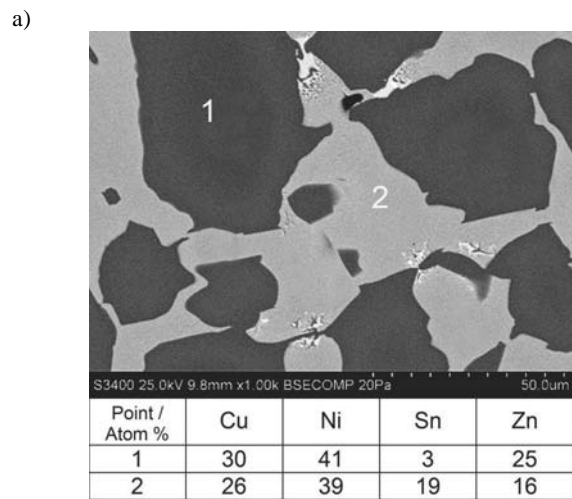 a)
1
2
S3400 25.0kV 9.8mm x1.00k BSECOMP 20Pa 50.0um
Point / Atom % Cu Ni Sn Zn
1 30 41 3 25
2 26 39 19 16